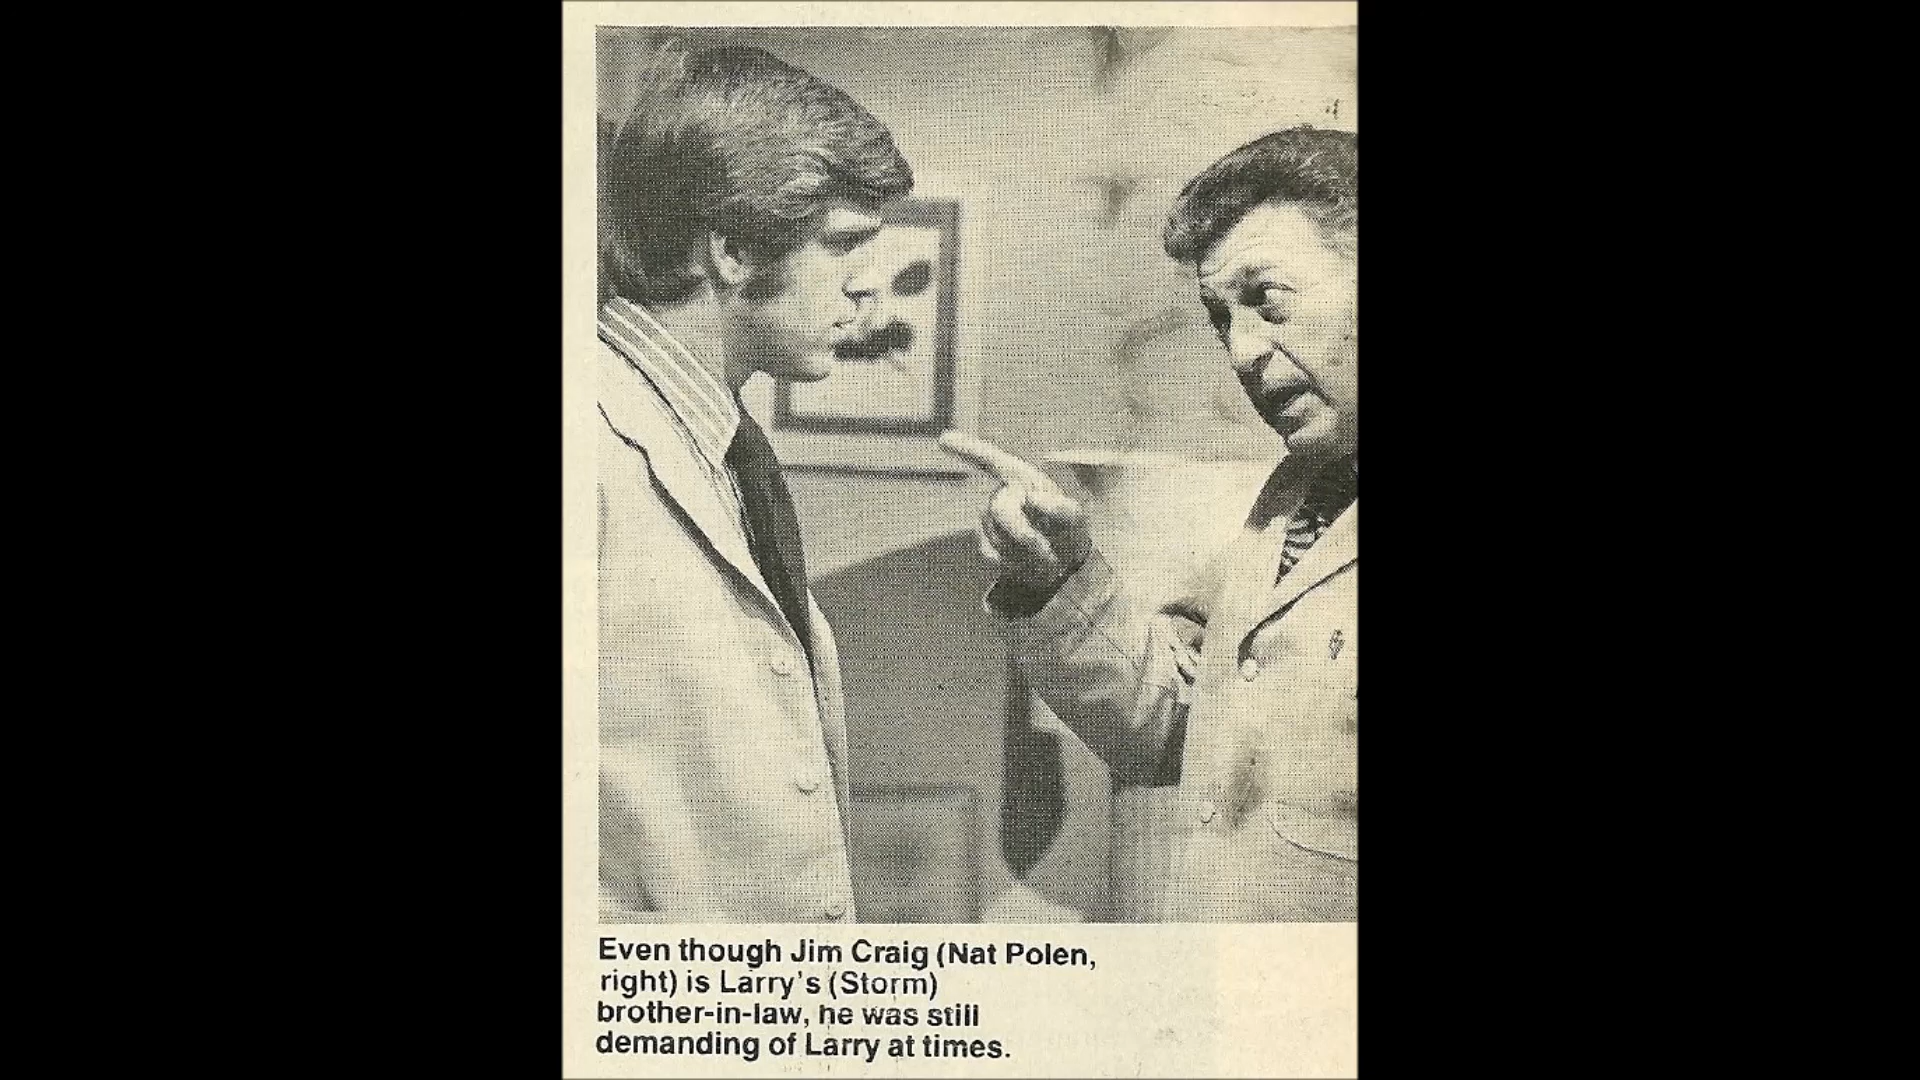 Even though Jim Craig (Nat Polen,
right) is Larry's (Storm)
brother-in-law, he was still
demanding of Larry at times.